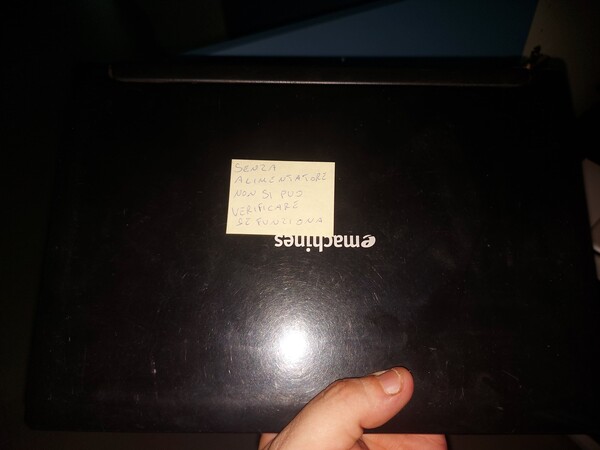 SENZA
ALIMENTATORE
NON SI PUO
VERIFICARE
SE FUNZIONA
emachines